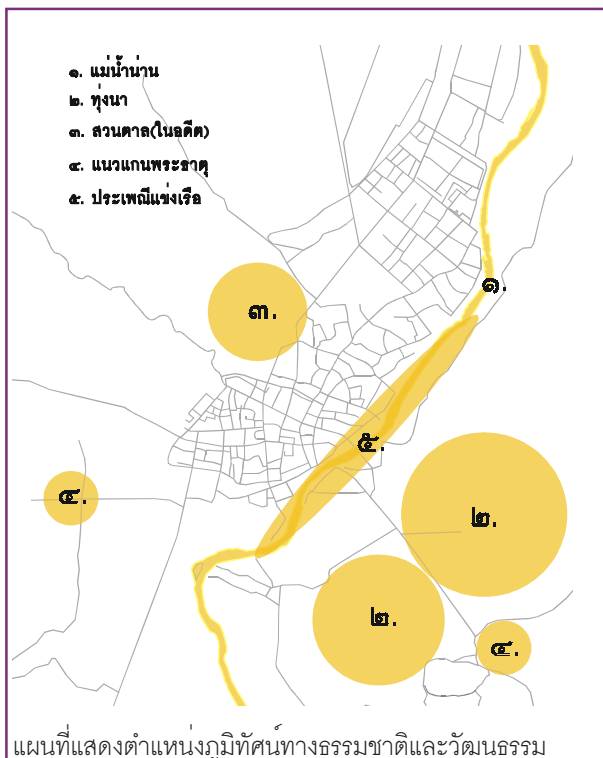 ๑. แม่น้ำน่าน
๒. ทุ่งนา
๓. สวนตาล(ในอดีต)
๔. แนวแกนพระธาตุ
๕. ประเพณีแข่งเรือ
๑.
๓.
๕.
๔.
๒.
๒.
๔.
แผนที่แสดงตำแหน่งภูมิทัศน์ทางธรรมชาติและวัฒนธรรม